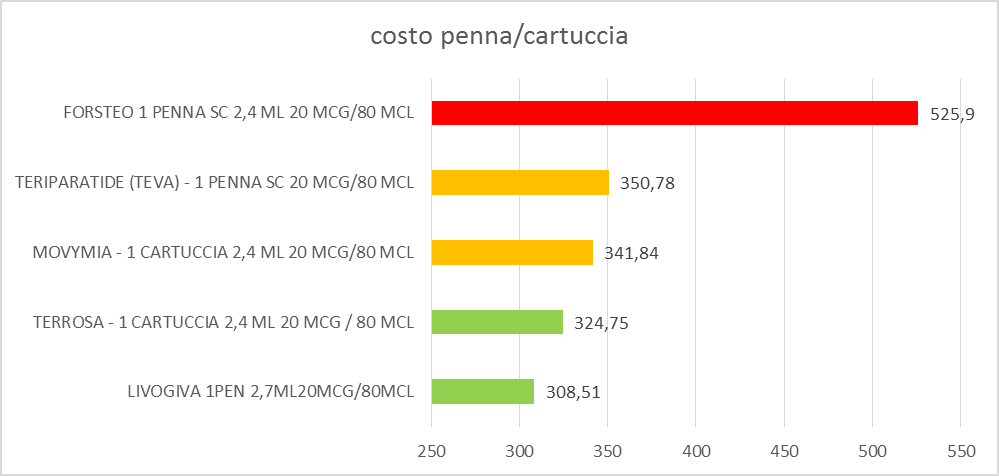 costo penna/cartuccia
FORSTEO 1 PENNA SC 2,4 ML 20 MCG/80 MCL
525,9
TERIPARATIDE (TEVA) - 1 PENNA SC 20 MCG/80 MCL
350,78
MOVYMIA - 1 CARTUCCIA 2,4 ML 20 MCG/80 MCL
341,84
TERROSA - 1 CARTUCCIA 2,4 ML 20 MCG / 80 MCL
324,75
LIVOGIVA 1PEN 2,7ML20MCG/80MCL
308,51
250 300 350 400 450 500 550